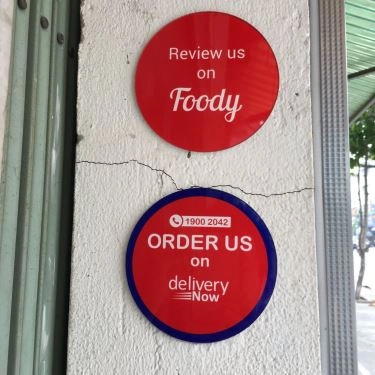 Review us
on
Foody
1900 2042
ORDER US
on
delivery
Now